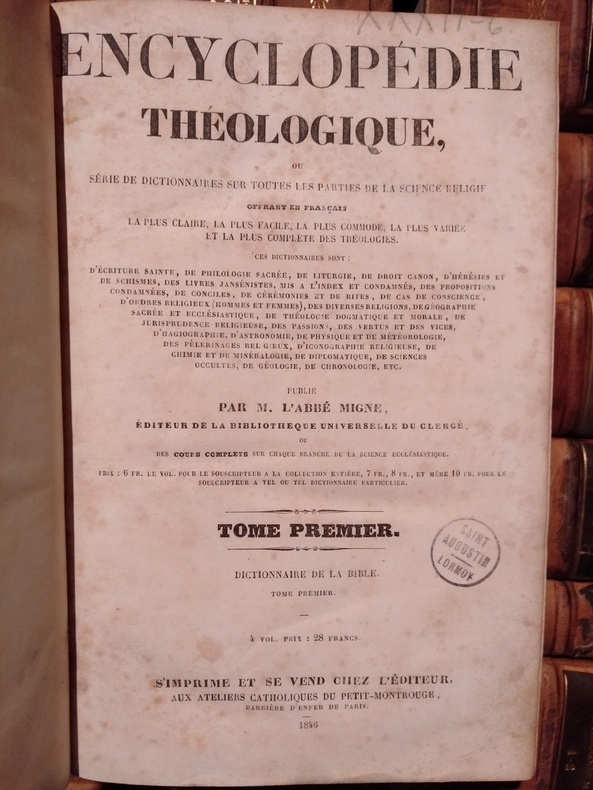 XXXII-6
ENCYCLOPÉDIE
THÉOLOGIQUE,
OU
SÉRIE DE DICTIONNAIRES SUR TOUTES LES PARTIES DE LA SCIENCE RELIGIE
OFFRANT EN FRANÇAIS
LA PLUS CLAIRE, LA PLUS FACILE, LA PLUS COMMODE, LA PLUS VARIÉE
ET LA PLUS COMPLÈTE DES THÉOLOGIES.
CES DICTIONNAIRES SONT :
D'ÉCRITURE SAINTE, DE PHILOLOGIE SACRÉE, DE LITURGIE, DE DROIT CANON, D'HÉRÉSIES ET
DE SCHISMES, DES LIVRES JANSÉNISTES, MIS A L'INDEX ET CONDAMNÉS, DES PROPOSITIONS
CONDAMNÉES, DE CONCILES, DE CÉRÉMONIES ET DE RITES, DE CAS DE CONSCIENCE,
D'ORDRES RELIGIEUX (HOMMES ET FEMMES), DES DIVERSES RELIGIONS, DE GÉOGRAPHIE
SACRÉE ET ECCLÉSIASTIQUE, DE THÉOLOGIE DOGMATIQUE ET MORALE, DE
JURISPRUDENCE RELIGIEUSE, DES PASSIONS, DES VERTUS ET DES VICES,
D'HAGIOGRAPHIE, D'ASTRONOMIE, DE PHYSIQUE ET DE MÉTÉOROLOGIE,
DES PÈLERINAGES RELIGIEUX, D'ICONOGRAPHIE RELIGIEUSE, DE
CHIMIE ET DE MINÉRALOGIE, DE DIPLOMATIQUE, DE SCIENCES
OCCULTES, DE GÉOLOGIE, DE CHRONOLOGIE, ETC.
PUBLIE
PAR M. L'ABBÉ MIGNE,
ÉDITEUR DE LA BIBLIOTHEQUE UNIVERSELLE DU CLERGÉ,
OU
DES COURS COMPLETS SUR CHAQUE BRANCHE DE LA SCIENCE ECCLÉSIASTIQUE.
PRIX : 6 FR. LE VOL. POUR LE SOUSCRIPTEUR A LA COLLECTION ENTIÈRE, 7 FR., 8 FR., ET MÊME 10 FR. POUR LE
SOUSCRIPTEUR A TEL OU TEL DICTIONNAIRE PARTICULIER.
TOME PREMIER.
SAINT
AUGUSTIN
LORMOY
DICTIONNAIRE DE LA BIBLE.
TOME PREMIER.
4 VOL. PRIX : 28 FRANCS.
S'IMPRIME ET SE VEND CHEZ L'ÉDITEUR,
AUX ATELIERS CATHOLIQUES DU PETIT-MONTROUGE,
BARRIÈRE D'ENFER DE PARIS.
1846